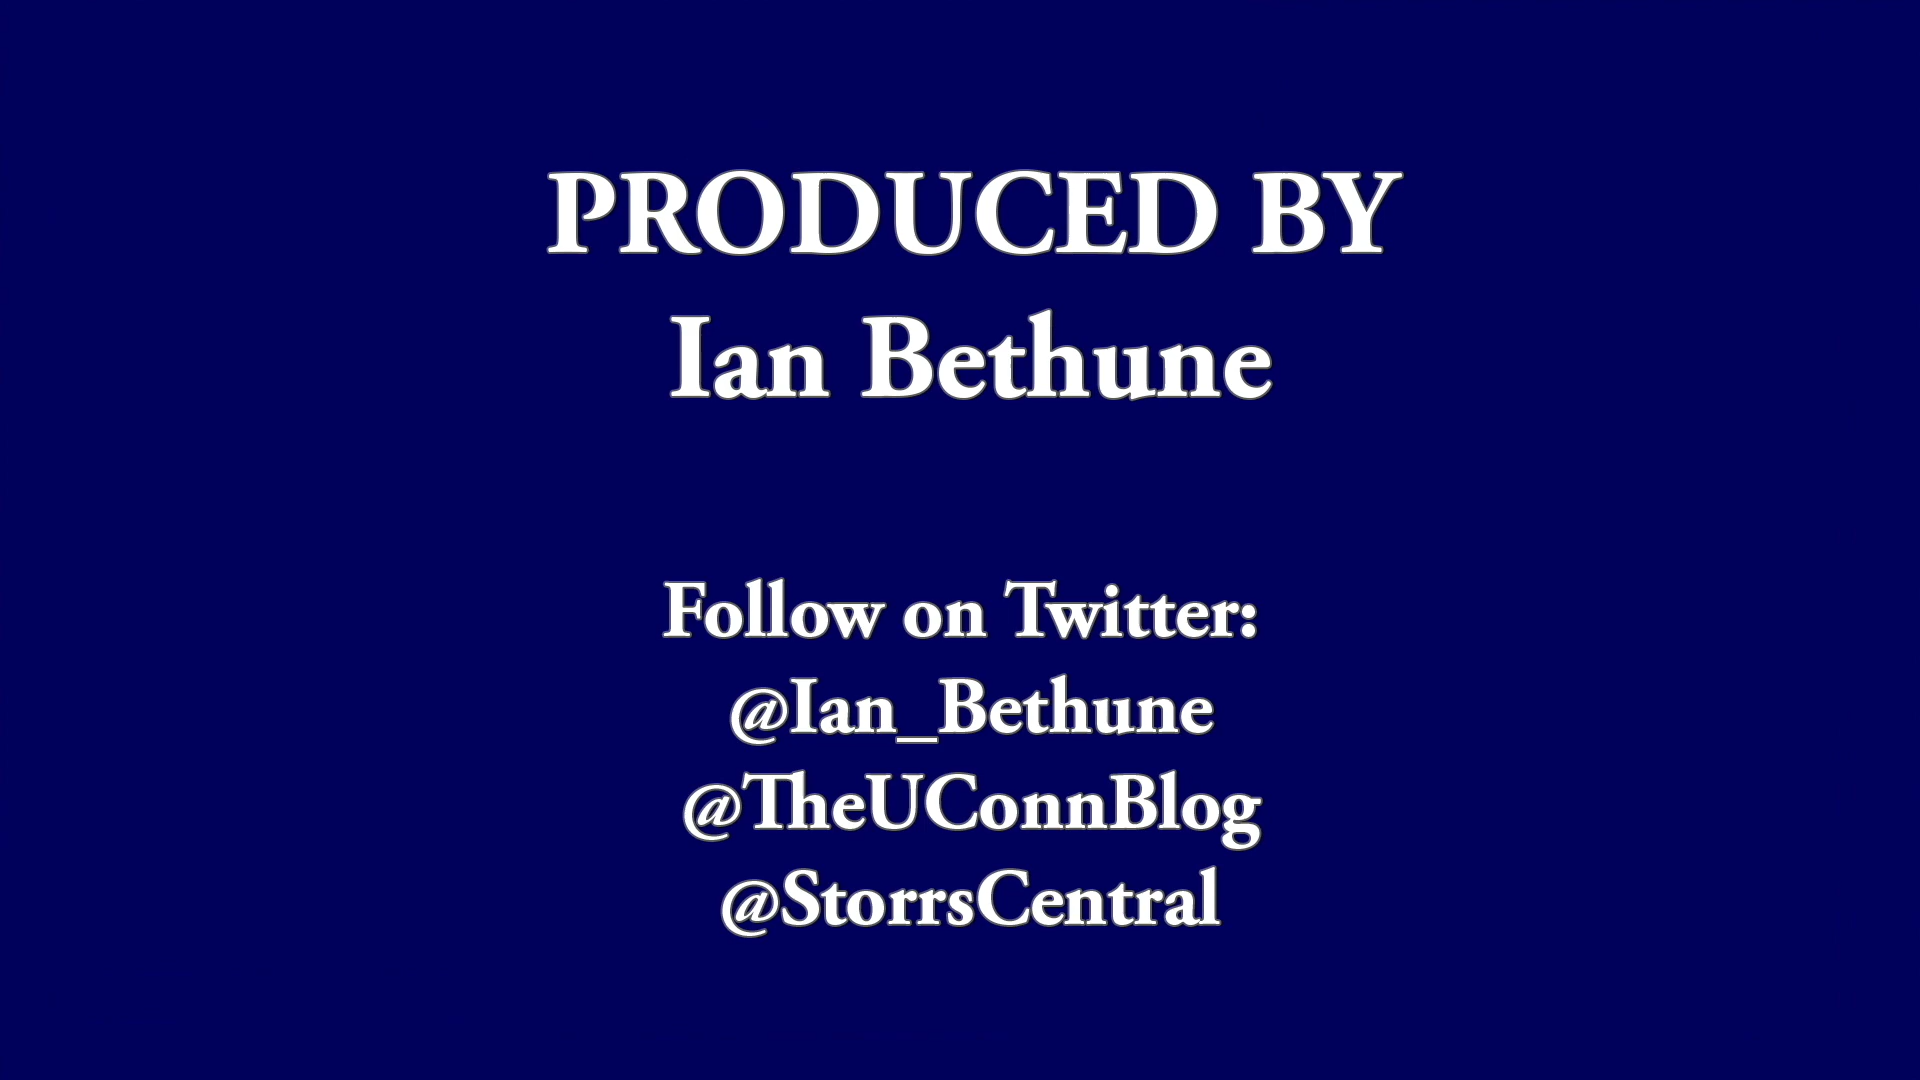 PRODUCED BY
Ian Bethune
Follow on Twitter:
@Ian_Bethune
@TheUConnBlog
@StorrsCentral